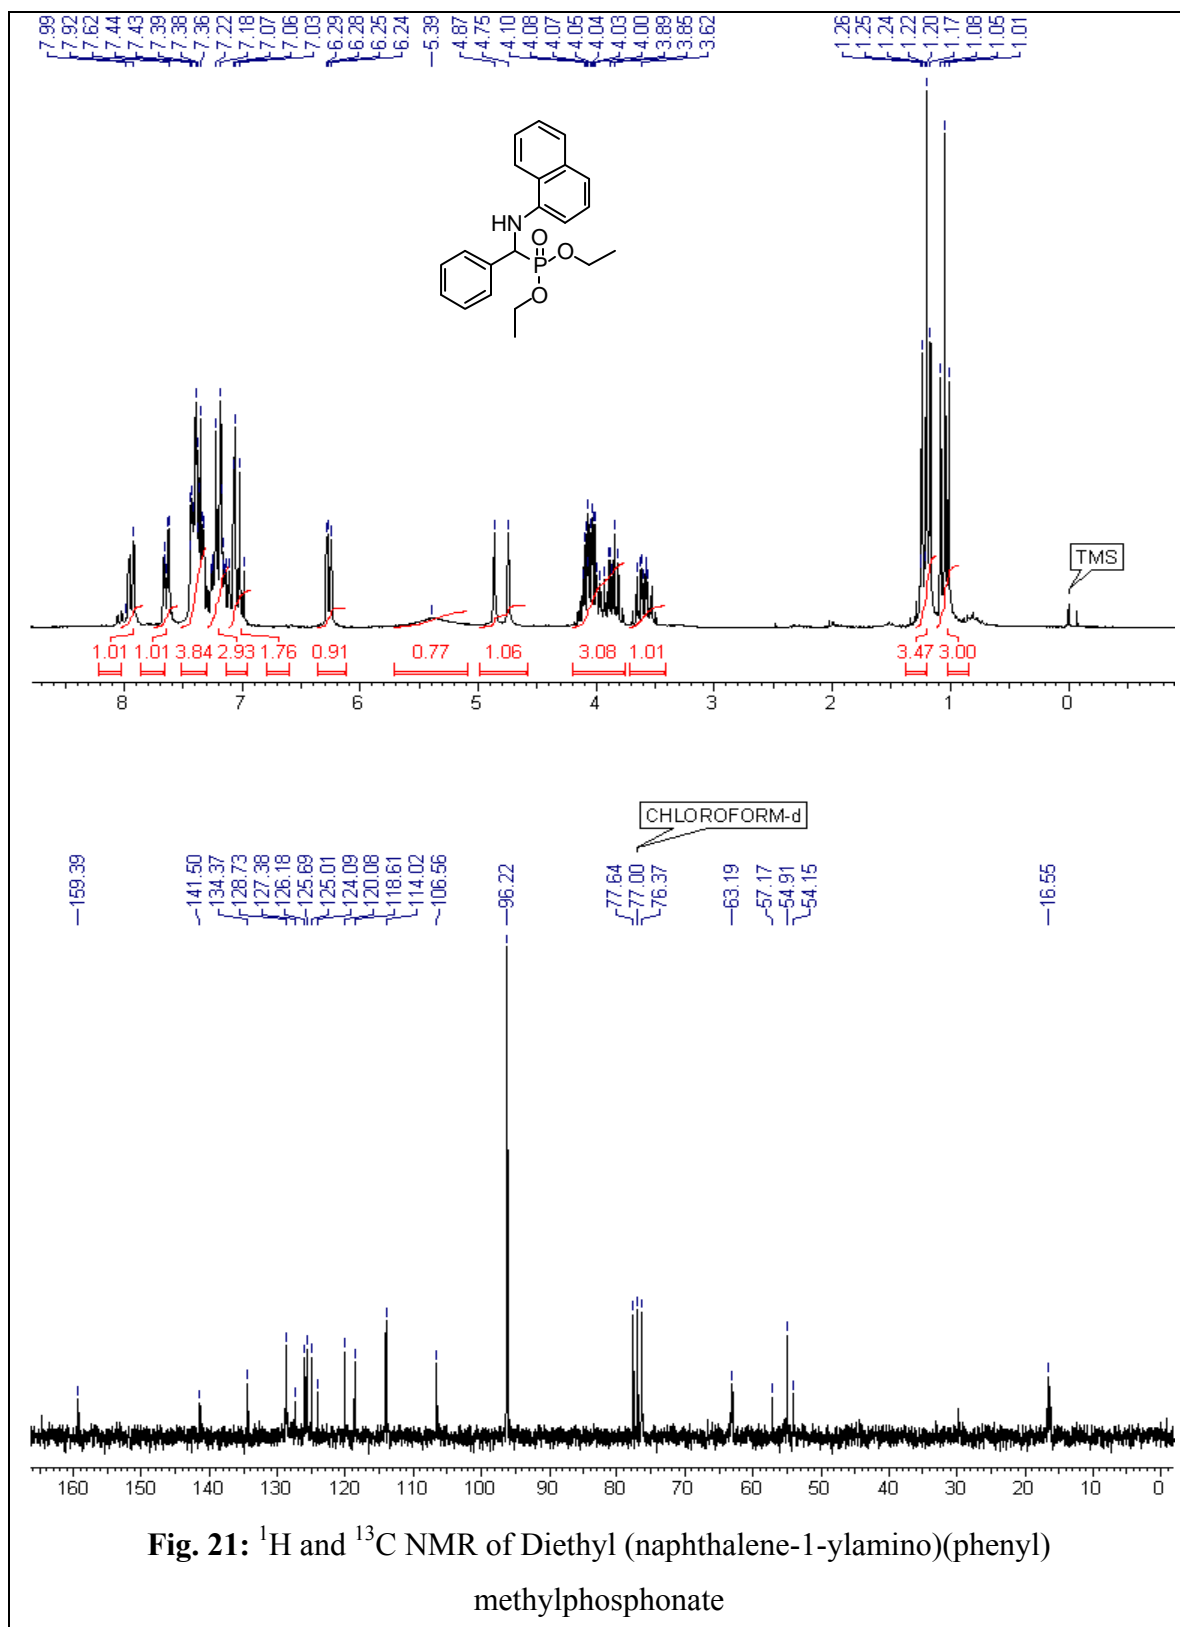 7.99 7.92 7.62 7.44 7.43 7.39 7.38 7.36 7.22 7.18 7.07 7.06 7.03 6.29 6.28 6.25 6.24 5.39 4.87 4.75 4.10 4.08 4.07 4.05 4.04 4.03 4.00 3.89 3.85 3.62 1.26 1.25 1.24 1.22 1.20 1.17 1.08 1.05 1.01
HN
O
P
O
O
TMS
1.01 1.01 3.84 2.93 1.76 0.91 0.77 1.06 3.08 1.01 3.47 3.00
8 7 6 5 4 3 2 1 0
CHLOROFORM-d
159.39 141.50 134.37 128.73 127.38 126.18 125.69 125.01 124.09 120.08 118.61 114.02 106.56 96.22 77.64 77.00 76.37 63.19 57.17 54.91 54.15 16.55
160 150 140 130 120 110 100 90 80 70 60 50 40 30 20 10 0
Fig. 21: ¹H and ¹³C NMR of Diethyl (naphthalene-1-ylamino)(phenyl)
methylphosphonate